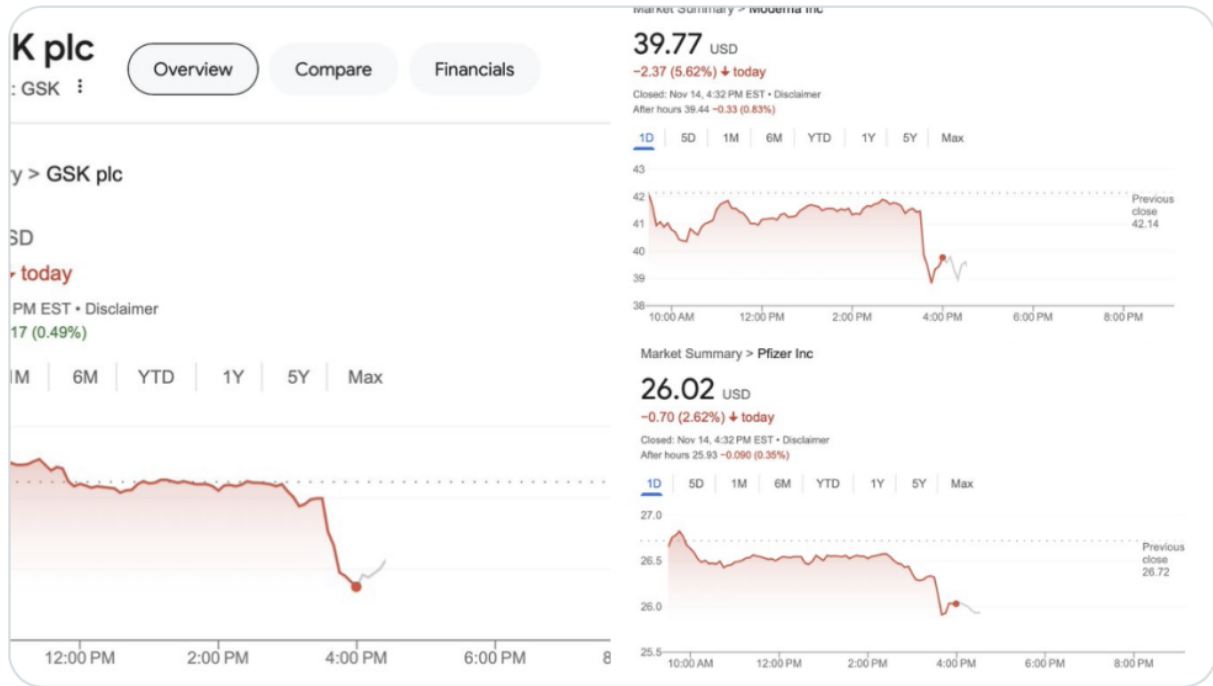 K plc
Overview
Compare
Financials
: GSK
y > GSK plc
SD
today
PM EST • Disclaimer
17 (0.49%)
1M
6M
YTD
1Y
5Y
Max
12:00 PM
2:00 PM
4:00 PM
6:00 PM
8
Market Summary > Moderna Inc
39.77 USD
−2.37 (5.62%) ↓ today
Closed: Nov 14, 4:32 PM EST • Disclaimer
After hours 39.44 −0.33 (0.83%)
1D
5D
1M
6M
YTD
1Y
5Y
Max
43
42
41
40
39
38
Previous
close
42.14
10:00 AM
12:00 PM
2:00 PM
4:00 PM
6:00 PM
8:00 PM
Market Summary > Pfizer Inc
26.02 USD
−0.70 (2.62%) ↓ today
Closed: Nov 14, 4:32 PM EST • Disclaimer
After hours 25.93 −0.090 (0.35%)
1D
5D
1M
6M
YTD
1Y
5Y
Max
27.0
26.5
26.0
25.5
Previous
close
26.72
10:00 AM
12:00 PM
2:00 PM
4:00 PM
6:00 PM
8:00 PM